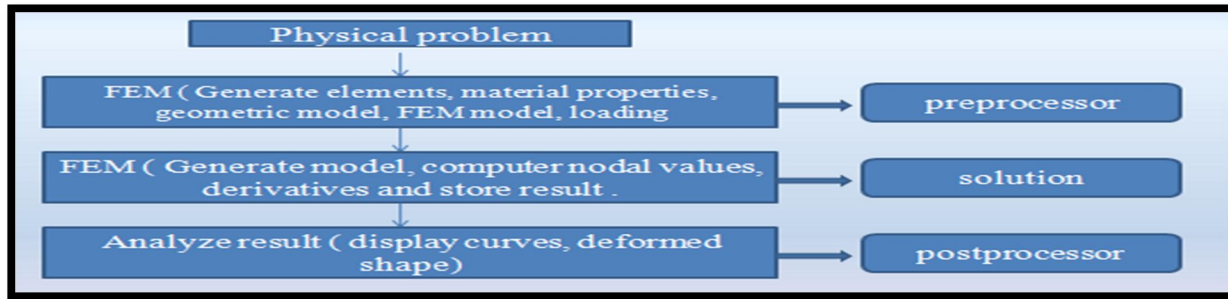 Physical problem
FEM ( Generate elements, material properties,
geometric model, FEM model, loading
preprocessor
FEM ( Generate model, computer nodal values,
derivatives and store result .
solution
Analyze result ( display curves, deformed
shape)
postprocessor